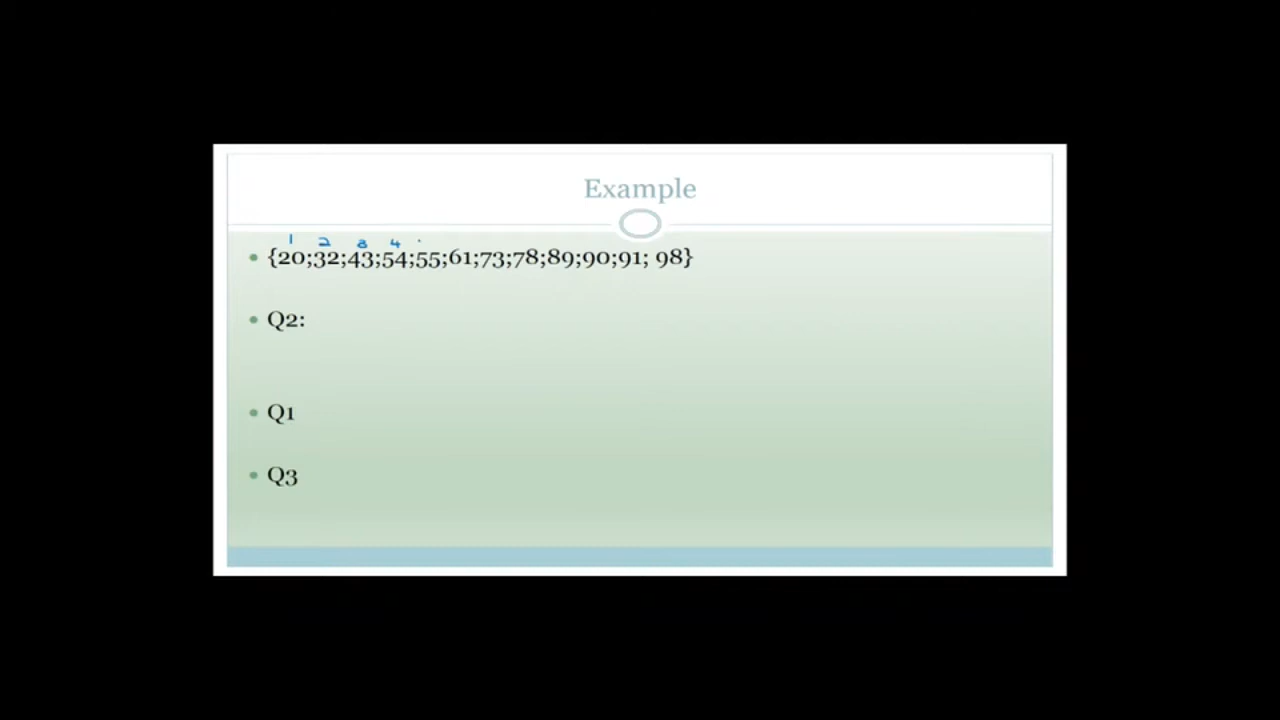 Example
1 2 3 4
• {20;32;43;54;55;61;73;78;89;90;91; 98}
• Q2:
• Q1
• Q3